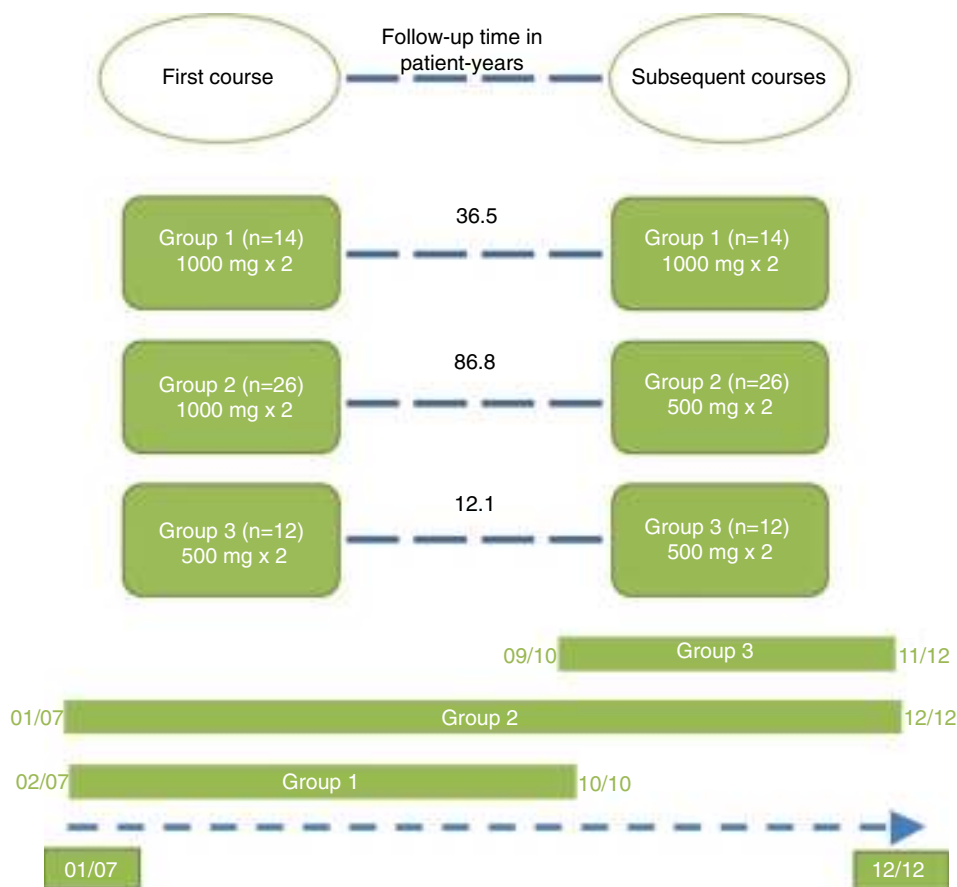 First course
Follow-up time in
patient-years
Subsequent courses
Group 1 (n=14)
1000 mg x 2
36.5
Group 1 (n=14)
1000 mg x 2
Group 2 (n=26)
1000 mg x 2
86.8
Group 2 (n=26)
500 mg x 2
Group 3 (n=12)
500 mg x 2
12.1
Group 3 (n=12)
500 mg x 2
09/10 Group 3 11/12
01/07 Group 2 12/12
02/07 Group 1 10/10
01/07 12/12